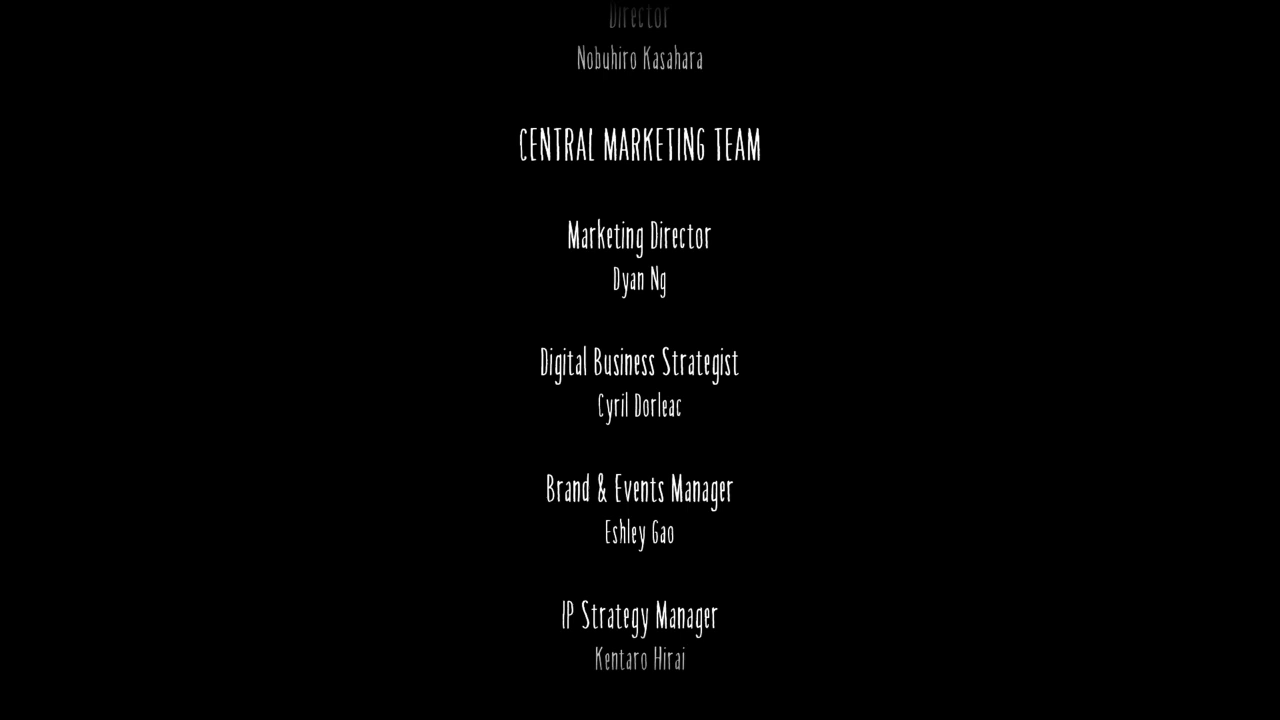 Director
Nobuhiro Kasahara
CENTRAL MARKETING TEAM
Marketing Director
Dyan Ng
Digital Business Strategist
Cyril Dorleac
Brand & Events Manager
Eshley Gao
IP Strategy Manager
Kentaro Hirai